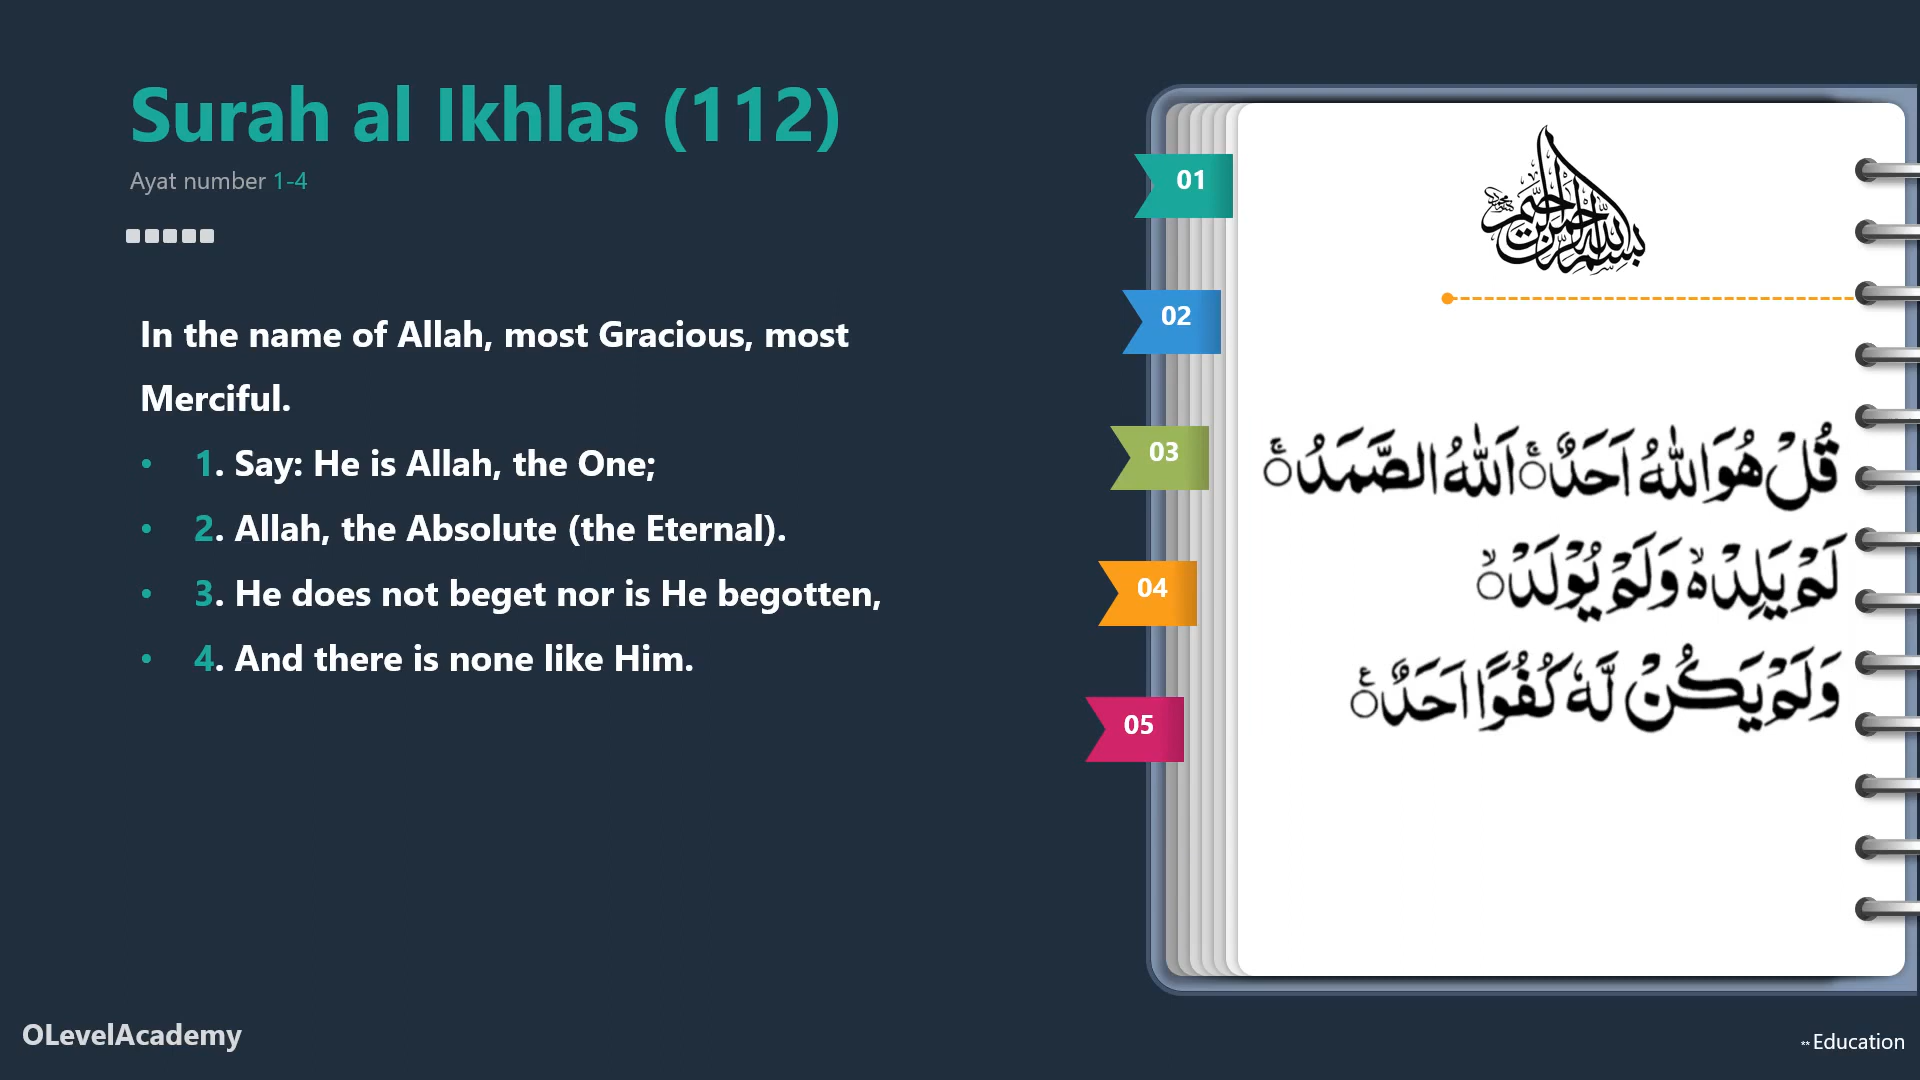 Surah al Ikhlas (112)
Ayat number 1-4
In the name of Allah, most Gracious, most
Merciful.
• 1. Say: He is Allah, the One;
• 2. Allah, the Absolute (the Eternal).
• 3. He does not beget nor is He begotten,
• 4. And there is none like Him.
01
02
03
04
05
بسم الله الرحمن الرحيم
قُلْ هُوَ اللّٰهُ اَحَدٌ ۚ اَللّٰهُ الصَّمَدُ ۚ
لَمْ يَلِدْ ۙ وَلَمْ يُوْلَدْ ۙ
وَلَمْ يَكُنْ لَّهٗ كُفُوًا اَحَدٌ ۧ
OLevelAcademy
**Education